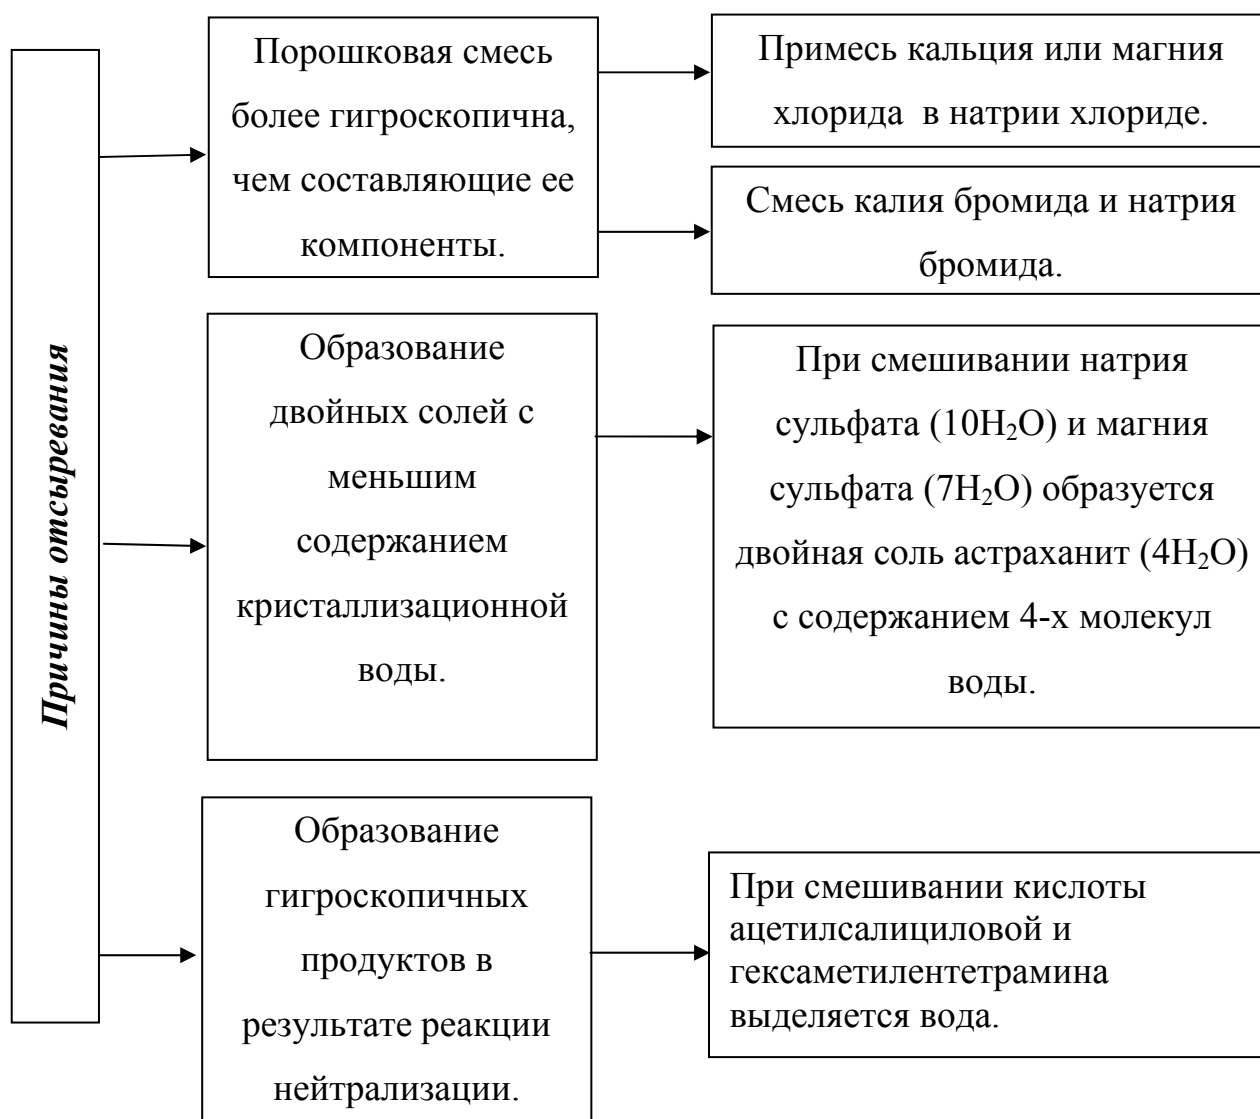 Причины отсыревания
Порошковая смесь
более гигроскопична,
чем составляющие ее
компоненты.
Примесь кальция или магния
хлорида в натрии хлориде.
Смесь калия бромида и натрия
бромида.
Образование
двойных солей с
меньшим
содержанием
кристаллизационной
воды.
При смешивании натрия
сульфата (10H₂O) и магния
сульфата (7H₂O) образуется
двойная соль астраханит (4H₂O)
с содержанием 4-х молекул
воды.
Образование
гигроскопичных
продуктов в
результате реакции
нейтрализации.
При смешивании кислоты
ацетилсалициловой и
гексаметилентетрамина
выделяется вода.